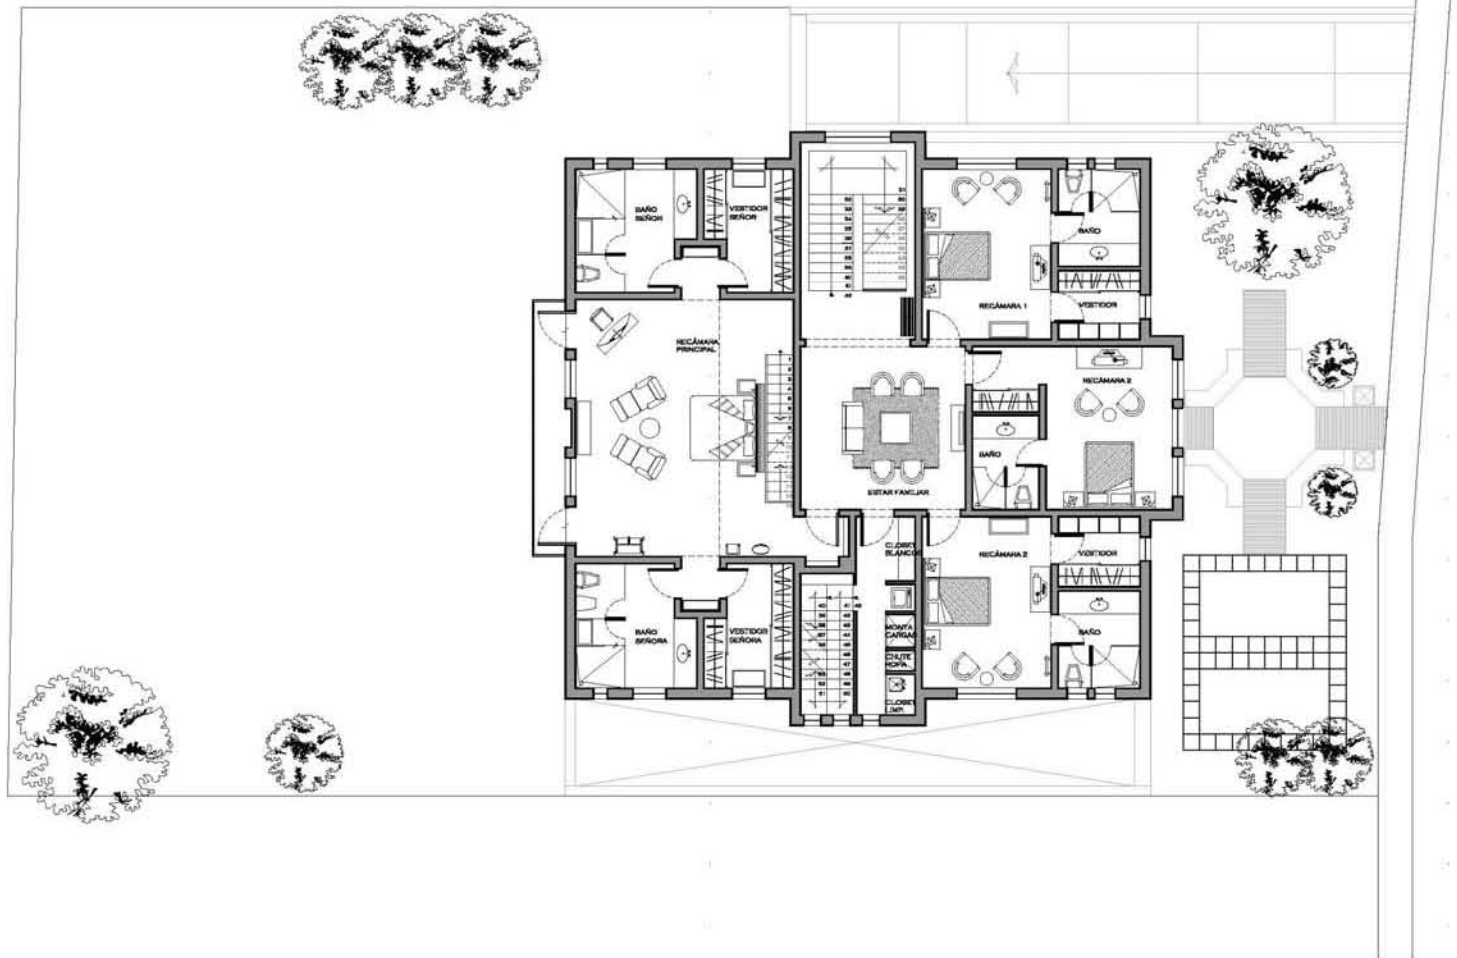 BAÑO
SEÑOR
VESTIDOR
SEÑOR
BAÑO
RECÁMARA 1
VESTIDOR
RECÁMARA
PRINCIPAL
RECÁMARA 2
BAÑO
ESTAR FAMILIAR
CLOSET
BLANCOS
RECÁMARA 2
VESTIDOR
BAÑO
SEÑORA
VESTIDOR
SEÑORA
MONTA
CARGAS
CHUTE
ROPA
CLOSET
LIMP.
BAÑO